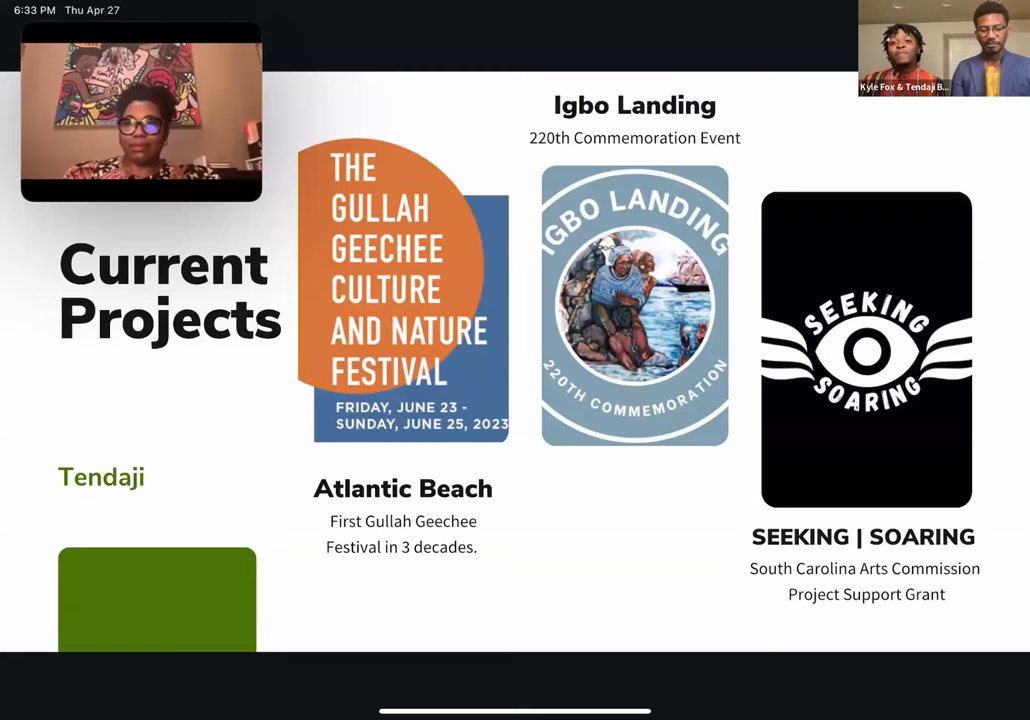 6:33 PM Thu Apr 27
Kyle Fox & Tendaji B...
Igbo Landing
220th Commemoration Event
Current
Projects
THE
GULLAH
GEECHEE
CULTURE
AND NATURE
FESTIVAL
FRIDAY, JUNE 23 -
SUNDAY, JUNE 25, 2023
IGBO LANDING
220TH COMMEMORATION
SEEKING
SOARING
Tendaji
Atlantic Beach
First Gullah Geechee
Festival in 3 decades.
SEEKING | SOARING
South Carolina Arts Commission
Project Support Grant